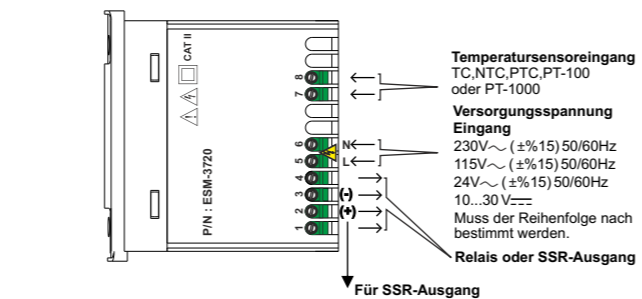 CAT II
P/N : ESM-3720
8
7
6
5
4
3
2
1
N
L
(-)
(+)
Temperatursensoreingang
TC,NTC,PTC,PT-100
oder PT-1000
Versorgungsspannung
Eingang
230V~ (±%15) 50/60Hz
115V~ (±%15) 50/60Hz
24V~ (±%15) 50/60Hz
10...30 V⎓
Muss der Reihenfolge nach
bestimmt werden.
Relais oder SSR-Ausgang
Für SSR-Ausgang